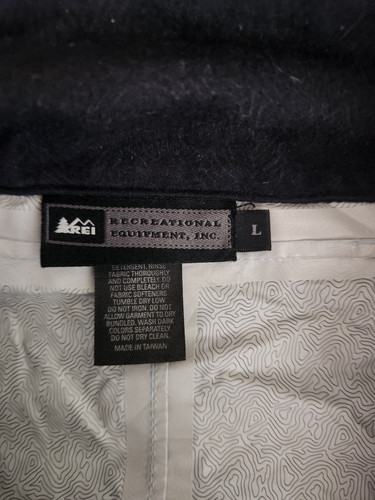 REI
RECREATIONAL
EQUIPMENT, INC.
L
DETERGENT. RINSE
FABRIC THOROUGHLY
AND COMPLETELY. DO
NOT USE BLEACH OR
FABRIC SOFTENERS.
TUMBLE DRY LOW.
DO NOT IRON. DO NOT
ALLOW GARMENT TO DRY
BUNDLED. WASH DARK
COLORS SEPARATELY.
DO NOT DRY CLEAN.
MADE IN TAIWAN